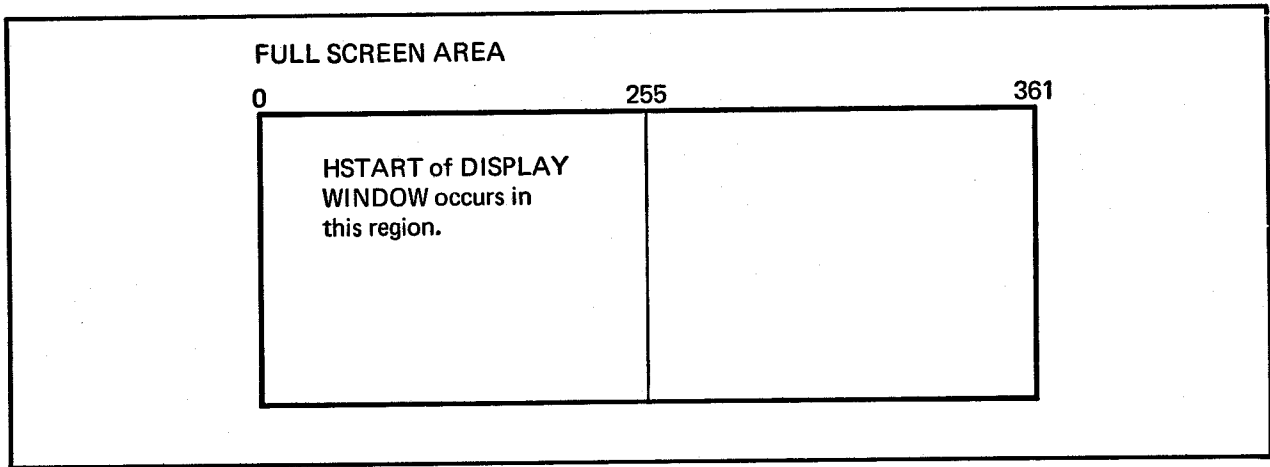 FULL SCREEN AREA
0 255 361
HSTART of DISPLAY
WINDOW occurs in
this region.